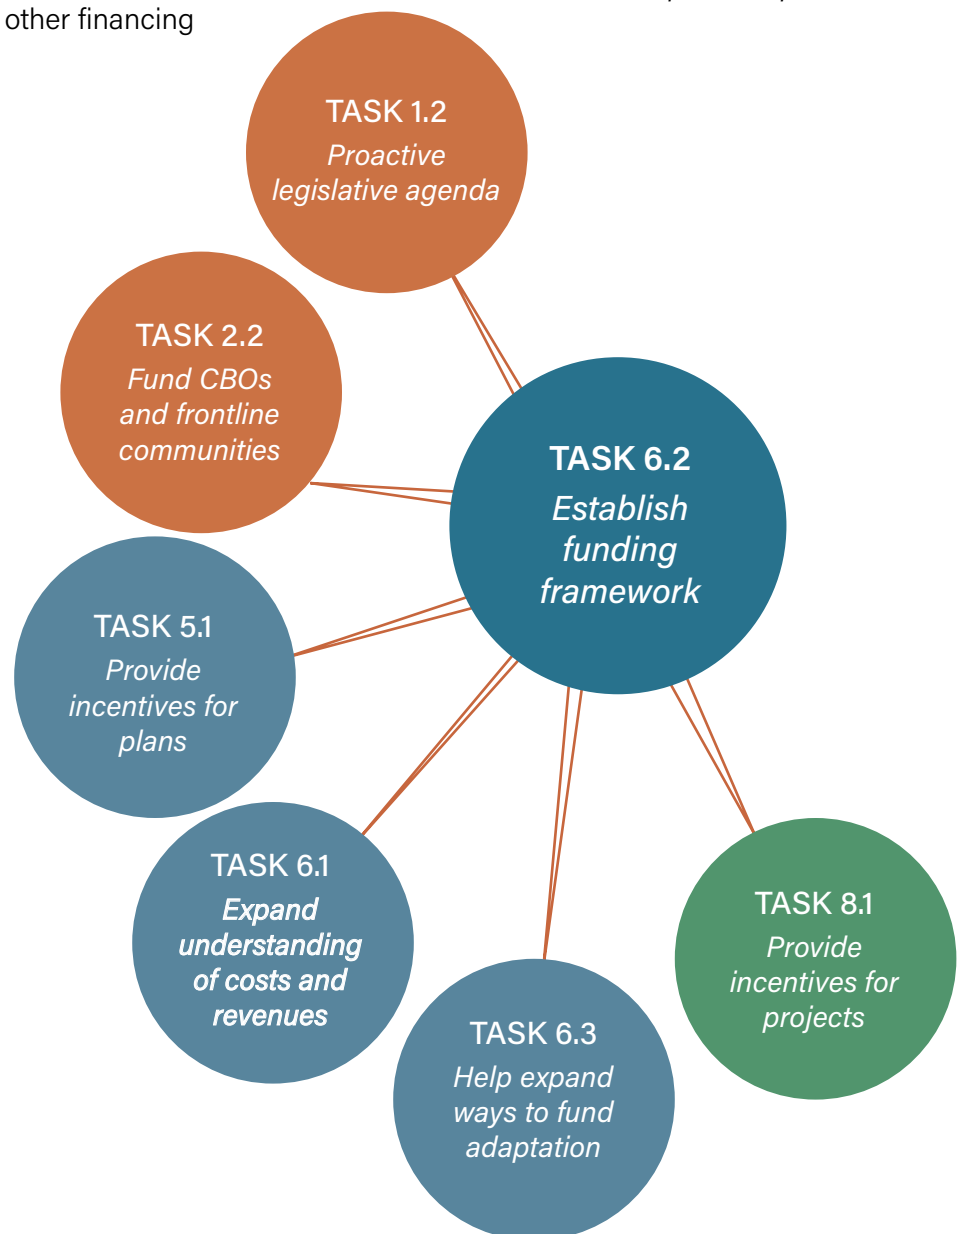 other financing
TASK 1.2
Proactive
legislative agenda
TASK 2.2
Fund CBOs
and frontline
communities
TASK 6.2
Establish
funding
framework
TASK 5.1
Provide
incentives for
plans
TASK 6.1
Expand
understanding
of costs and
revenues
TASK 8.1
Provide
incentives for
projects
TASK 6.3
Help expand
ways to fund
adaptation